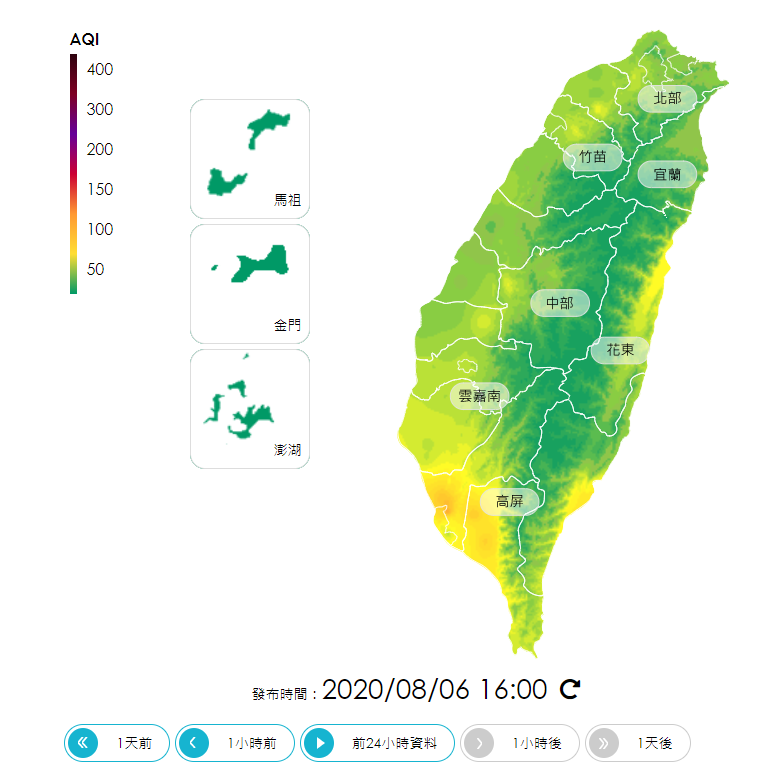 AQI
400
300
200
150
100
50
馬祖
金門
澎湖
北部
竹苗
宜蘭
中部
花東
雲嘉南
高屏
發布時間：2020/08/06 16:00
1天前
1小時前
前24小時資料
1小時後
1天後